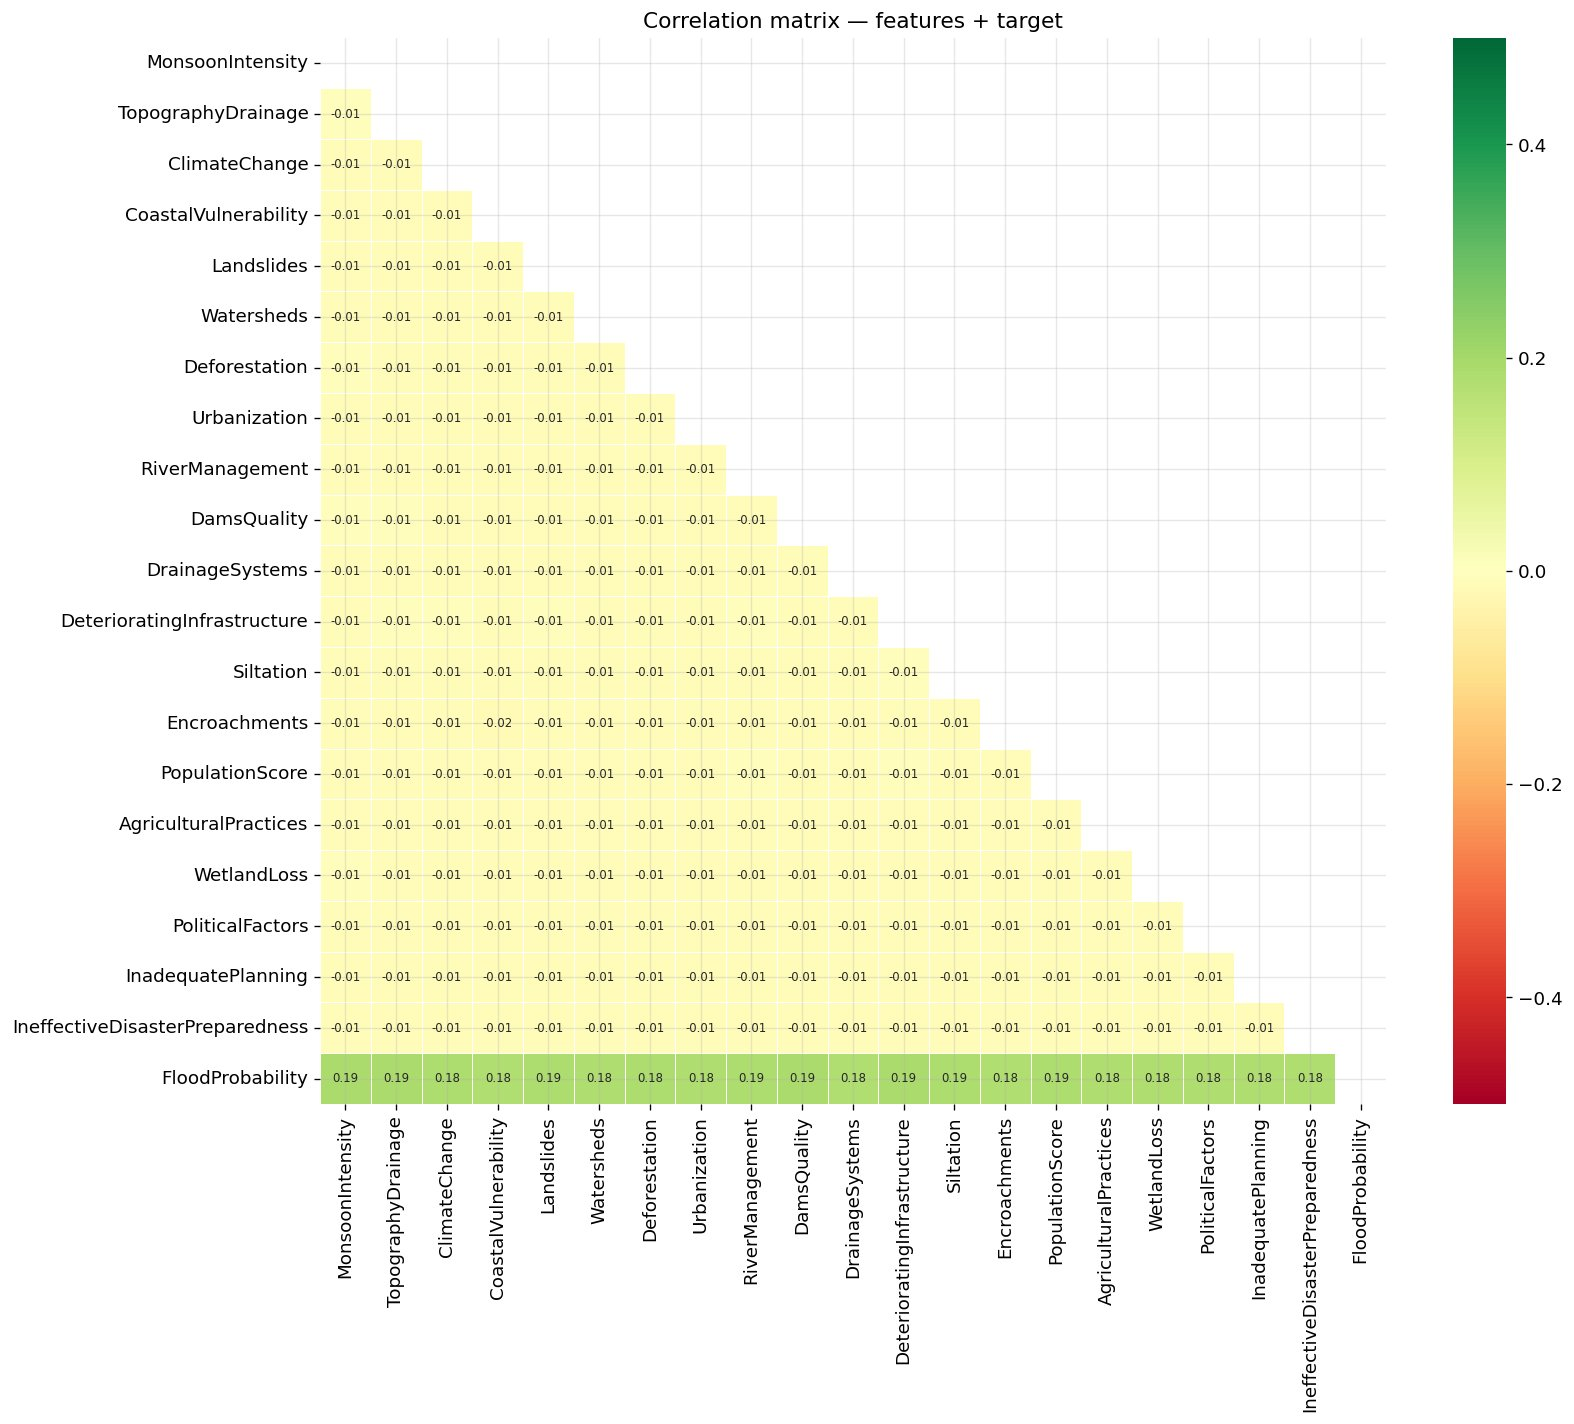 Correlation matrix — features + target
MonsoonIntensity
TopographyDrainage -0.01
ClimateChange -0.01 -0.01
CoastalVulnerability -0.01 -0.01 -0.01
Landslides -0.01 -0.01 -0.01 -0.01
Watersheds -0.01 -0.01 -0.01 -0.01 -0.01
Deforestation -0.01 -0.01 -0.01 -0.01 -0.01 -0.01
Urbanization -0.01 -0.01 -0.01 -0.01 -0.01 -0.01 -0.01
RiverManagement -0.01 -0.01 -0.01 -0.01 -0.01 -0.01 -0.01 -0.01
DamsQuality -0.01 -0.01 -0.01 -0.01 -0.01 -0.01 -0.01 -0.01 -0.01
DrainageSystems -0.01 -0.01 -0.01 -0.01 -0.01 -0.01 -0.01 -0.01 -0.01 -0.01
DeterioratingInfrastructure -0.01 -0.01 -0.01 -0.01 -0.01 -0.01 -0.01 -0.01 -0.01 -0.01 -0.01
Siltation -0.01 -0.01 -0.01 -0.01 -0.01 -0.01 -0.01 -0.01 -0.01 -0.01 -0.01 -0.01
Encroachments -0.01 -0.01 -0.01 -0.02 -0.01 -0.01 -0.01 -0.01 -0.01 -0.01 -0.01 -0.01 -0.01
PopulationScore -0.01 -0.01 -0.01 -0.01 -0.01 -0.01 -0.01 -0.01 -0.01 -0.01 -0.01 -0.01 -0.01 -0.01
AgriculturalPractices -0.01 -0.01 -0.01 -0.01 -0.01 -0.01 -0.01 -0.01 -0.01 -0.01 -0.01 -0.01 -0.01 -0.01 -0.01
WetlandLoss -0.01 -0.01 -0.01 -0.01 -0.01 -0.01 -0.01 -0.01 -0.01 -0.01 -0.01 -0.01 -0.01 -0.01 -0.01 -0.01
PoliticalFactors -0.01 -0.01 -0.01 -0.01 -0.01 -0.01 -0.01 -0.01 -0.01 -0.01 -0.01 -0.01 -0.01 -0.01 -0.01 -0.01 -0.01
InadequatePlanning -0.01 -0.01 -0.01 -0.01 -0.01 -0.01 -0.01 -0.01 -0.01 -0.01 -0.01 -0.01 -0.01 -0.01 -0.01 -0.01 -0.01 -0.01
IneffectiveDisasterPreparedness -0.01 -0.01 -0.01 -0.01 -0.01 -0.01 -0.01 -0.01 -0.01 -0.01 -0.01 -0.01 -0.01 -0.01 -0.01 -0.01 -0.01 -0.01 -0.01
FloodProbability 0.19 0.19 0.18 0.18 0.19 0.18 0.18 0.18 0.19 0.19 0.18 0.19 0.19 0.18 0.19 0.18 0.18 0.18 0.18 0.18
MonsoonIntensity
TopographyDrainage
ClimateChange
CoastalVulnerability
Landslides
Watersheds
Deforestation
Urbanization
RiverManagement
DamsQuality
DrainageSystems
DeterioratingInfrastructure
Siltation
Encroachments
PopulationScore
AgriculturalPractices
WetlandLoss
PoliticalFactors
InadequatePlanning
IneffectiveDisasterPreparedness
FloodProbability
0.4
0.2
0.0
−0.2
−0.4